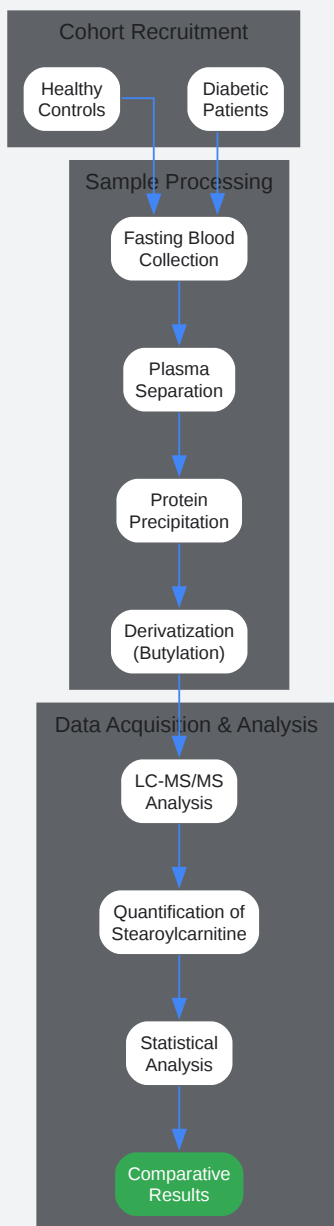 Cohort Recruitment
Healthy
Controls
Diabetic
Patients
Sample Processing
Fasting Blood
Collection
Plasma
Separation
Protein
Precipitation
Derivatization
(Butylation)
Data Acquisition & Analysis
LC-MS/MS
Analysis
Quantification of
Stearoylcarnitine
Statistical
Analysis
Comparative
Results